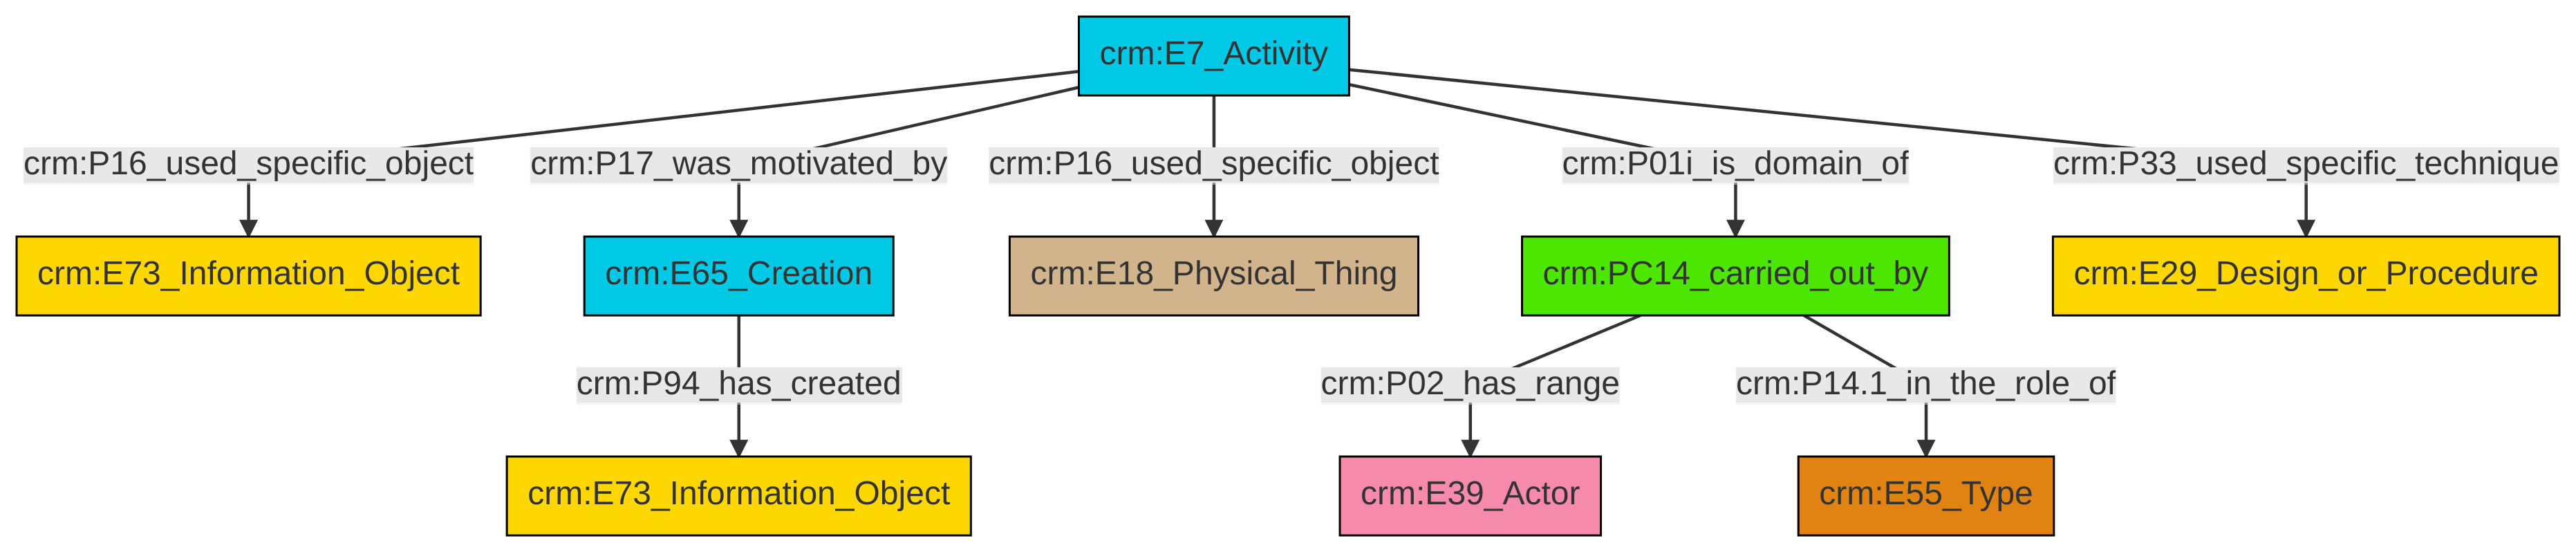 crm:E7_Activity
crm:P16_used_specific_object
crm:P17_was_motivated_by
crm:P16_used_specific_object
crm:P01i_is_domain_of
crm:P33_used_specific_technique
crm:E73_Information_Object
crm:E65_Creation
crm:E18_Physical_Thing
crm:PC14_carried_out_by
crm:E29_Design_or_Procedure
crm:P94_has_created
crm:P02_has_range
crm:P14.1_in_the_role_of
crm:E73_Information_Object
crm:E39_Actor
crm:E55_Type